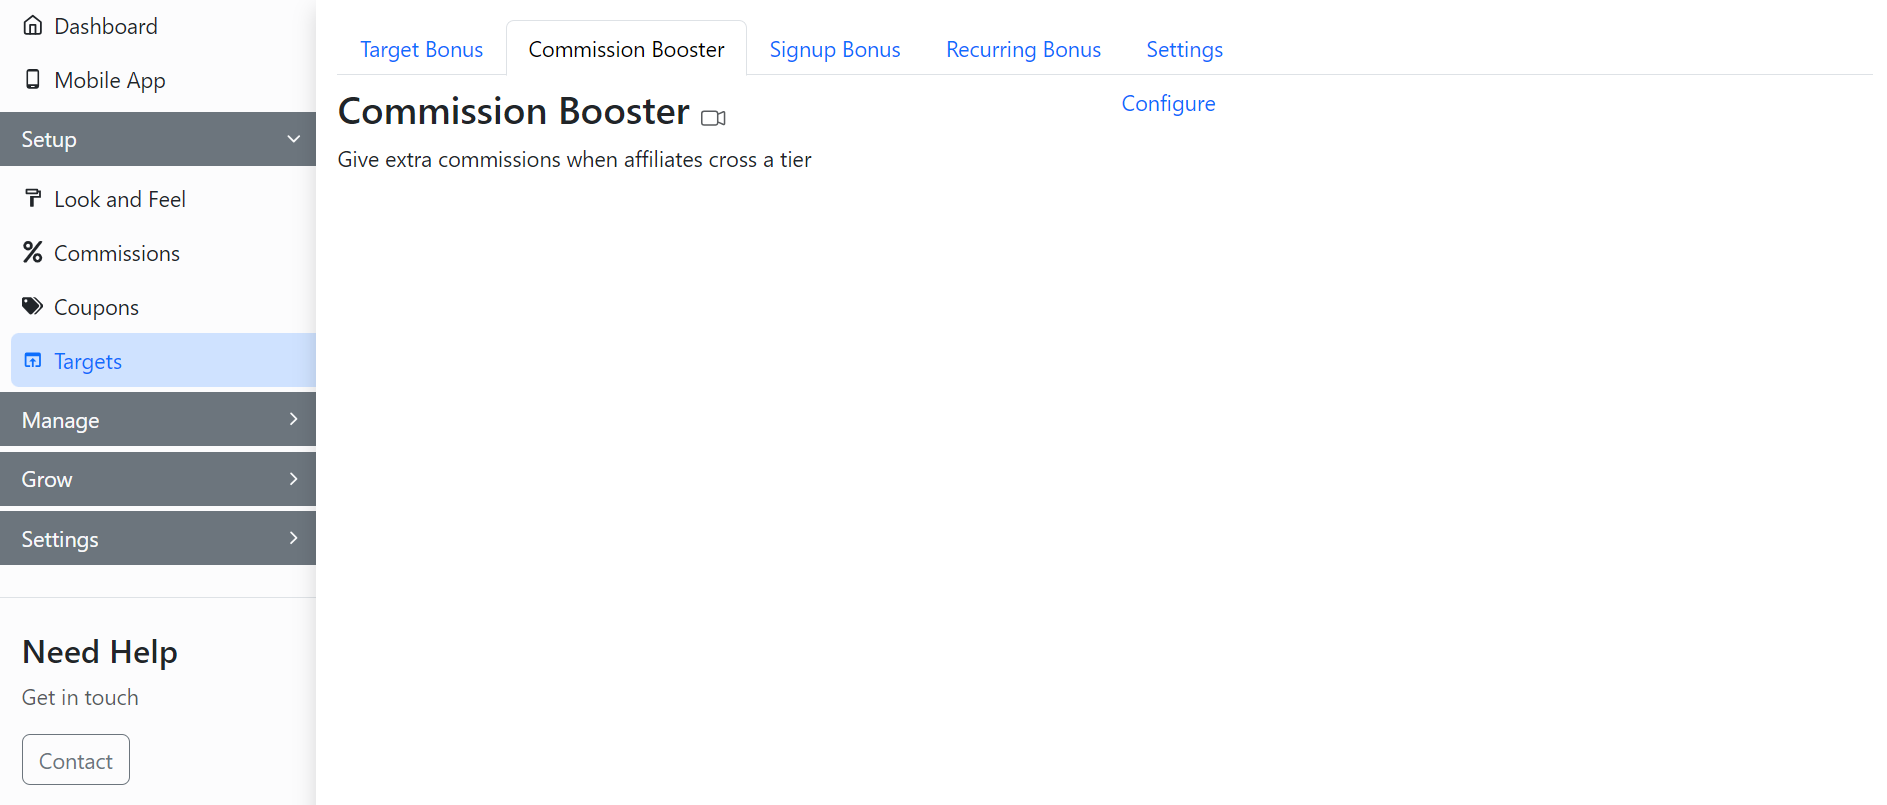 Dashboard
Mobile App
Setup
Look and Feel
Commissions
Coupons
Targets
Manage
Grow
Settings
Need Help
Get in touch
Contact
Target Bonus
Commission Booster
Signup Bonus
Recurring Bonus
Settings
Commission Booster
Give extra commissions when affiliates cross a tier
Configure